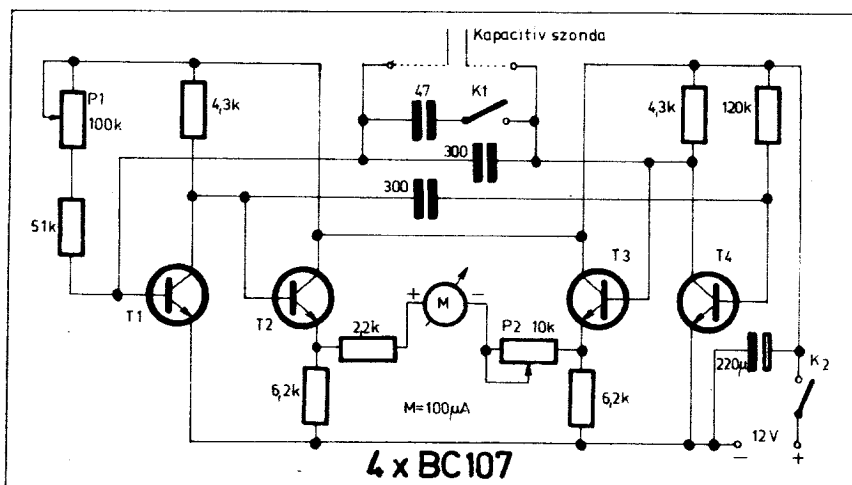 Kapacitív szonda
P1
100k
4,3k
47
K1
4,3k
120k
300
300
51k
T1
T2
+
M
−
T3
T4
2,2k
P2 10k
220µ
K2
6,2k
M=100µA
6,2k
−
12V
+
4 x BC107